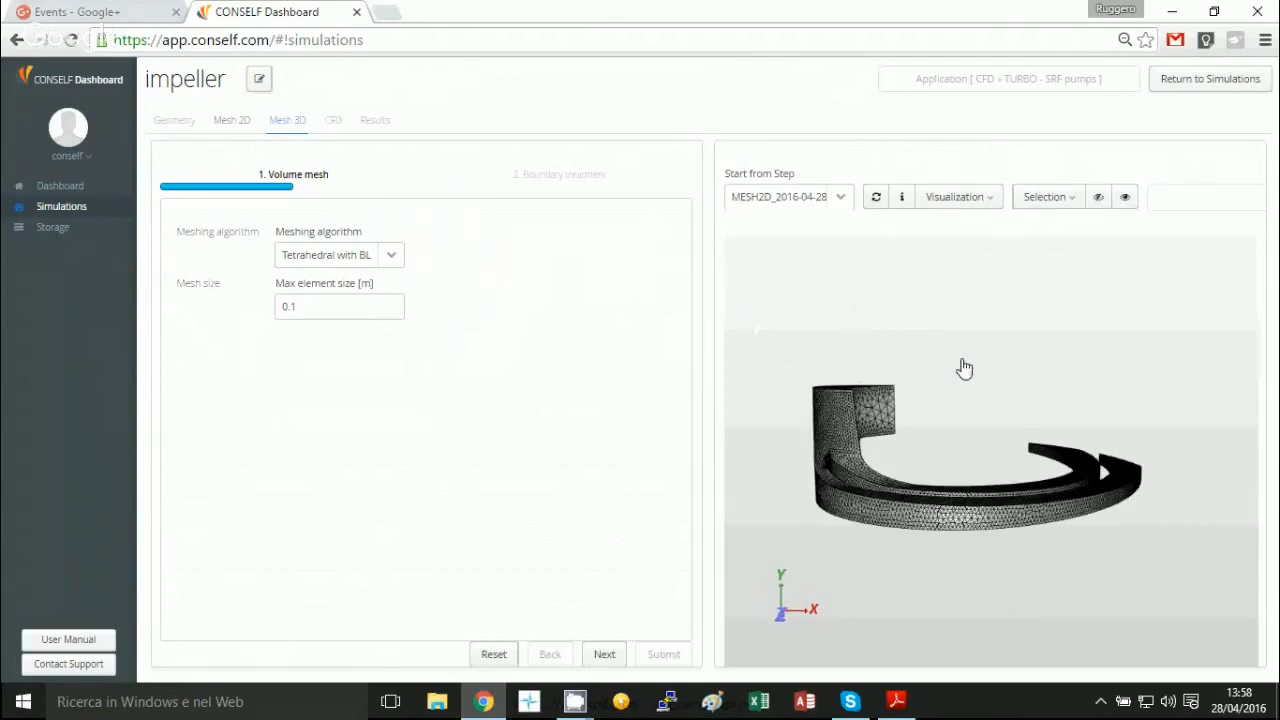 Events - Google+
CONSELF Dashboard
Ruggero
https://app.conself.com/#!simulations
CONSELF Dashboard
impeller
Application [ CFD » TURBO - SRF pumps ]
Return to Simulations
Geometry
Mesh 2D
Mesh 3D
CFD
Results
conself
Dashboard
Simulations
Storage
1. Volume mesh
2. Boundary treatment
Meshing algorithm
Meshing algorithm
Tetrahedral with BL
Mesh size
Max element size [m]
0.1
Start from Step
MESH2D_2016-04-28
Visualization
Selection
Y
X
Z
Reset
Back
Next
Submit
User Manual
Contact Support
Ricerca in Windows e nel Web
13:58
28/04/2016